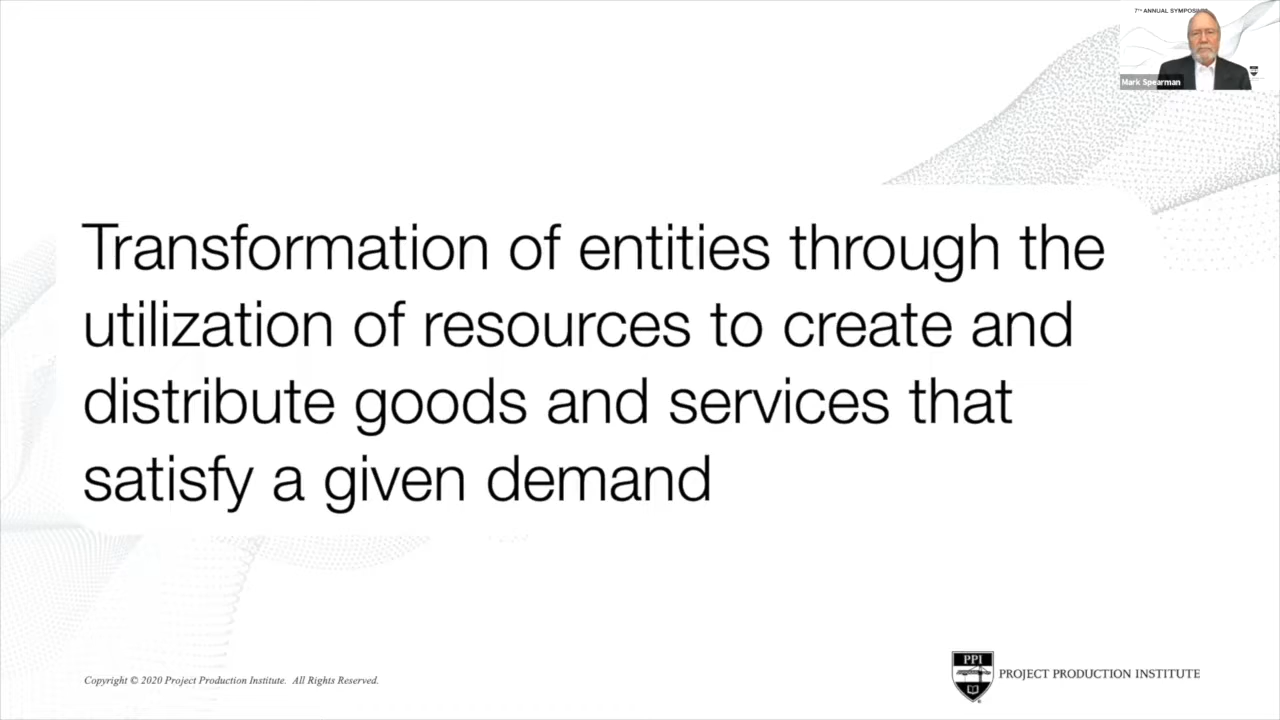 7TH ANNUAL SYMPOSIUM
Mark Spearman
Transformation of entities through the
utilization of resources to create and
distribute goods and services that
satisfy a given demand
Copyright © 2020 Project Production Institute. All Rights Reserved.
PPI
PROJECT PRODUCTION INSTITUTE